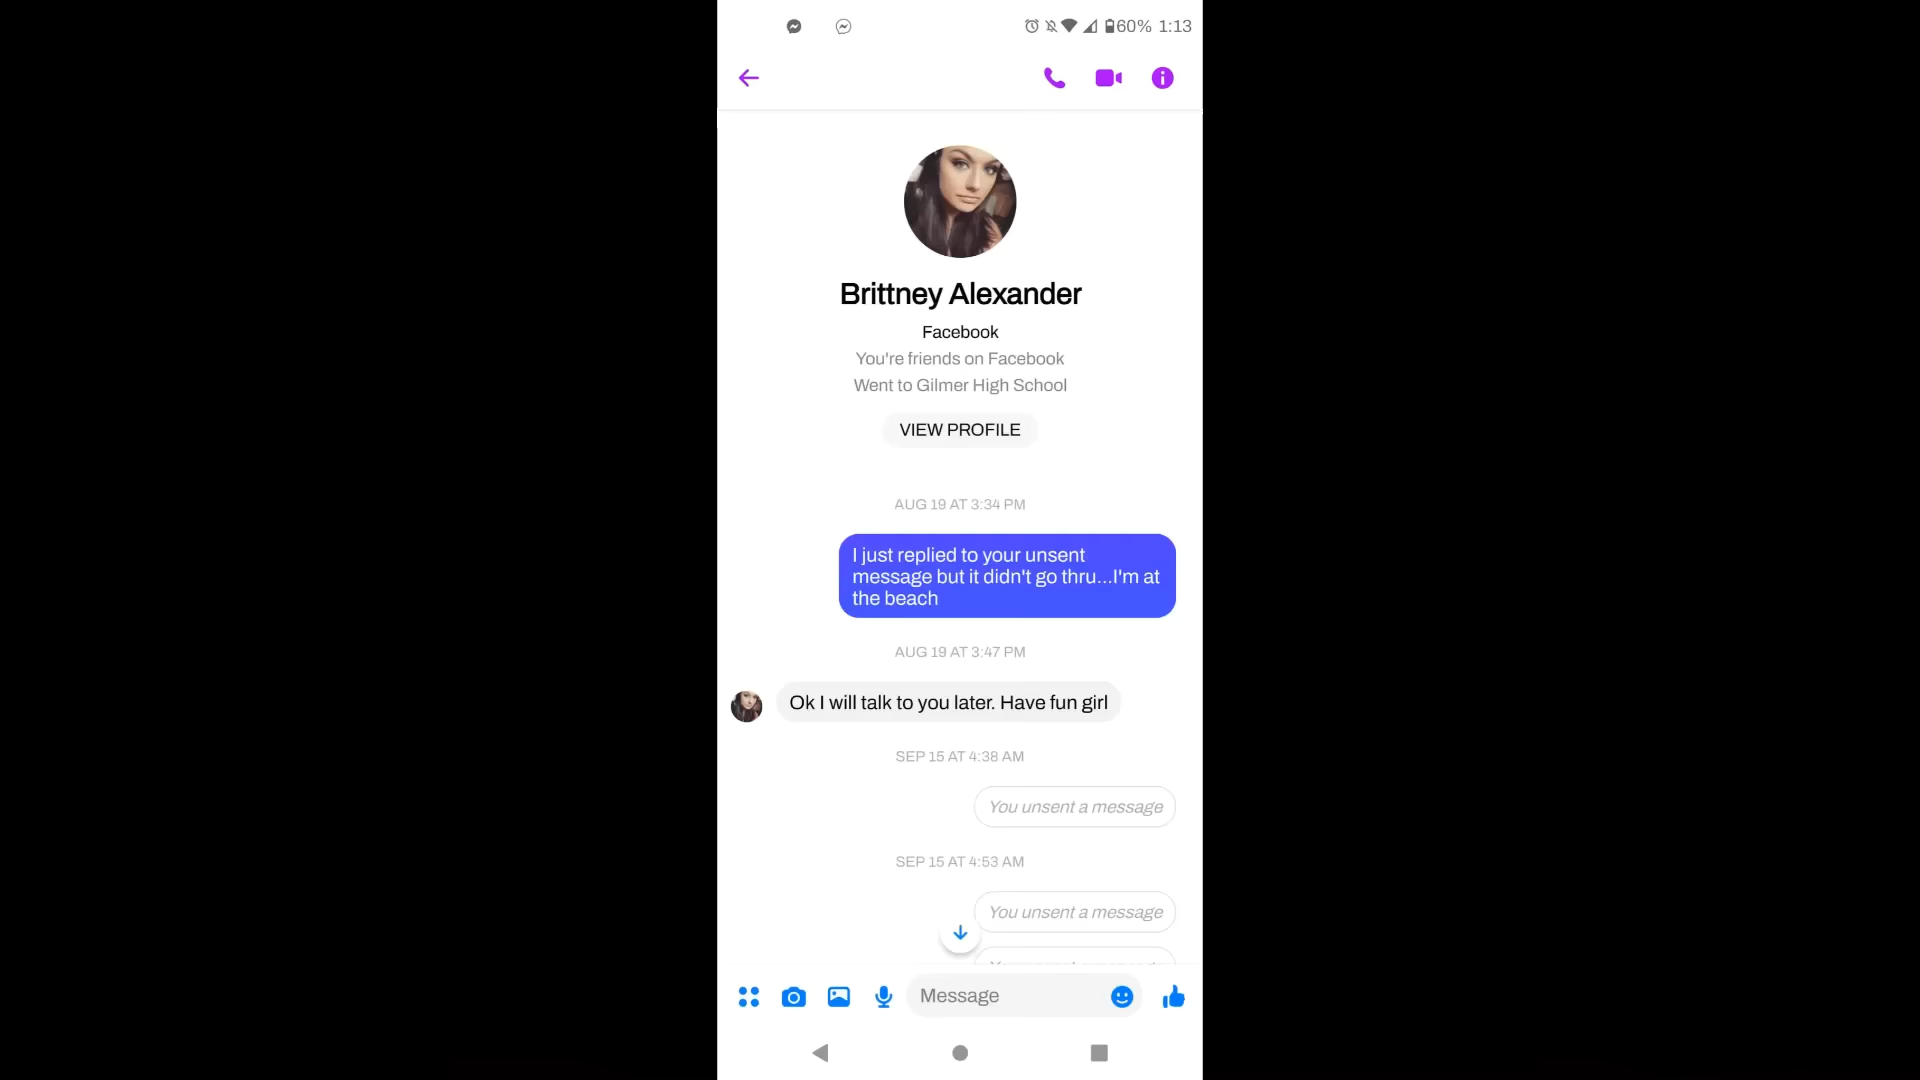 60% 1:13
Brittney Alexander
Facebook
You're friends on Facebook
Went to Gilmer High School
VIEW PROFILE
AUG 19 AT 3:34 PM
I just replied to your unsent
message but it didn't go thru...I'm at
the beach
AUG 19 AT 3:47 PM
Ok I will talk to you later. Have fun girl
SEP 15 AT 4:38 AM
You unsent a message
SEP 15 AT 4:53 AM
You unsent a message
Message